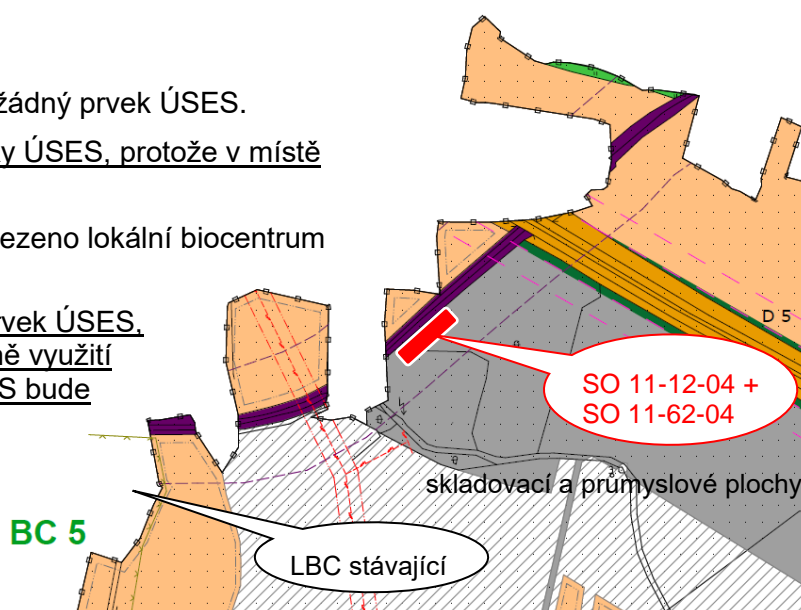 žádný prvek ÚSES.
y ÚSES, protože v místě
ezeno lokální biocentrum
vek ÚSES,
ně využití
S bude
D 5
SO 11-12-04 +
SO 11-62-04
skladovací a průmyslové plochy
BC 5
LBC stávající